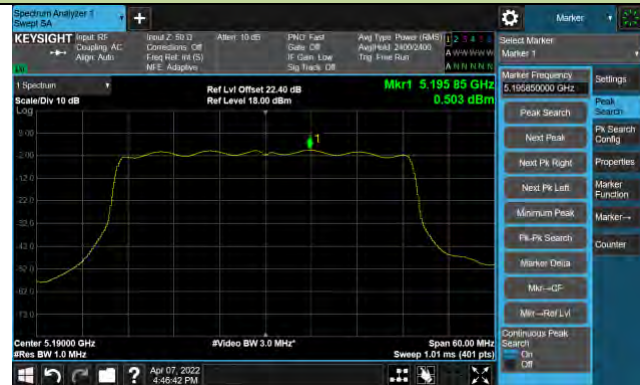 Spectrum Analyzer 1
Swept SA
+
Marker
KEYSIGHT
Input: RF
Coupling: AC
Align: Auto
Input Z: 50 Ω
Corrections: Off
Freq Ref: Int (S)
NFE: Adaptive
Atten: 10 dB
PNO: Fast
Gate: Off
IF Gain: Low
Sig Track: Off
Avg Type: Power (RMS)
Avg|Hold: 2400/2400
Trig: Free Run
1 2 3 4 5 6
A W W W W W
A N N N N N
Select Marker
Marker 1
Marker Frequency
5.195850000 GHz
Settings
Peak Search
Peak
Search
Next Peak
Pk Search
Config
Next Pk Right
Properties
Next Pk Left
Marker
Function
Minimum Peak
Marker→
Pk-Pk Search
Counter
Marker Delta
Mkr→CF
Mkr→Ref Lvl
Continuous Peak
Search
On
Off
1 Spectrum
Scale/Div 10 dB
Log
Ref Lvl Offset 22.40 dB
Ref Level 18.00 dBm
Mkr1 5.195 85 GHz
0.503 dBm
1
8.00
-2.00
-12.0
-22.0
-32.0
-42.0
-52.0
-62.0
-72.0
Center 5.19000 GHz
#Res BW 1.0 MHz
#Video BW 3.0 MHz*
Span 60.00 MHz
Sweep 1.01 ms (401 pts)
?
Apr 07, 2022
4:46:42 PM